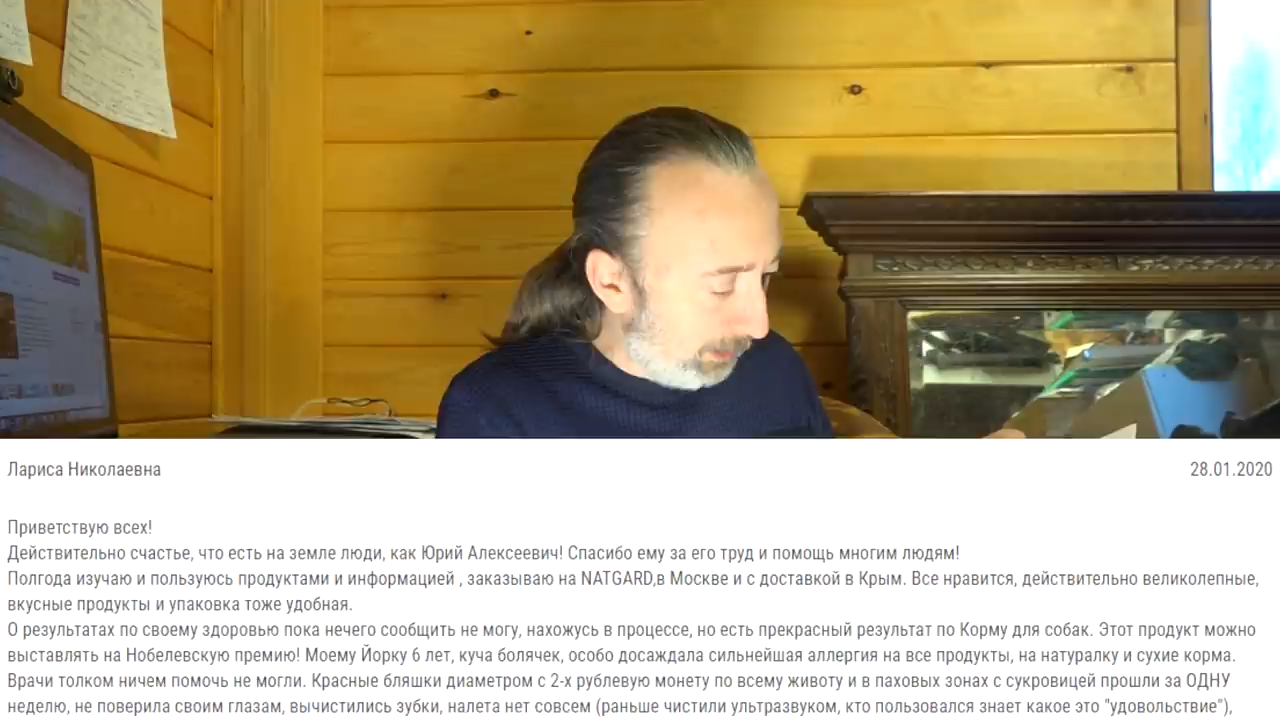 Лариса Николаевна 28.01.2020
Приветствую всех!
Действительно счастье, что есть на земле люди, как Юрий Алексеевич! Спасибо ему за его труд и помощь многим людям!
Полгода изучаю и пользуюсь продуктами и информацией , заказываю на NATGARD,в Москве и с доставкой в Крым. Все нравится, действительно великолепные,
вкусные продукты и упаковка тоже удобная.
О результатах по своему здоровью пока нечего сообщить не могу, нахожусь в процессе, но есть прекрасный результат по Корму для собак. Этот продукт можно
выставлять на Нобелевскую премию! Моему Йорку 6 лет, куча болячек, особо досаждала сильнейшая аллергия на все продукты, на натуралку и сухие корма.
Врачи толком ничем помочь не могли. Красные бляшки диаметром с 2-х рублевую монету по всему животу и в паховых зонах с сукровицей прошли за ОДНУ
неделю, не поверила своим глазам, вычистились зубки, налета нет совсем (раньше чистили ультразвуком, кто пользовался знает какое это "удовольствие"),